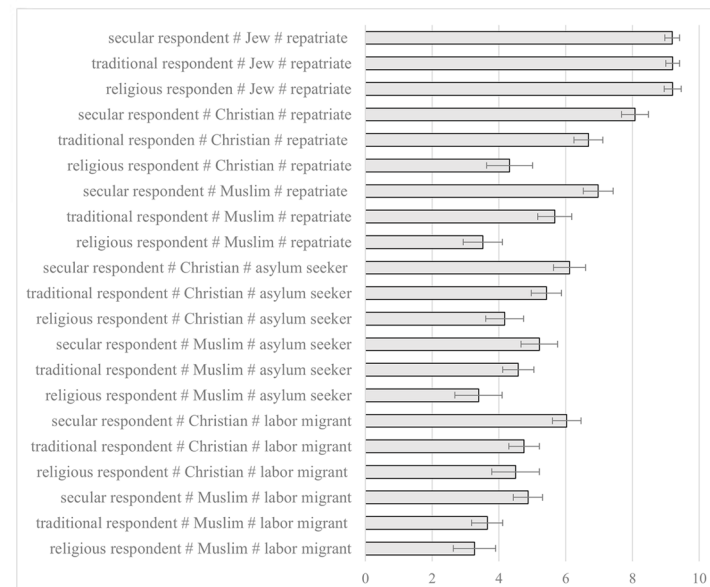 secular respondent # Jew # repatriate
traditional respondent # Jew # repatriate
religious responden # Jew # repatriate
secular respondent # Christian # repatriate
traditional responden # Christian # repatriate
religious respondent # Christian # repatriate
secular respondent # Muslim # repatriate
traditional respondent # Muslim # repatriate
religious respondent # Muslim # repatriate
secular respondent # Christian # asylum seeker
traditional respondent # Christian # asylum seeker
religious respondent # Christian # asylum seeker
secular respondent # Muslim # asylum seeker
traditional respondent # Muslim # asylum seeker
religious respondent # Muslim # asylum seeker
secular respondent # Christian # labor migrant
traditional respondent # Christian # labor migrant
religious respondent # Christian # labor migrant
secular respondent # Muslim # labor migrant
traditional respondent # Muslim # labor migrant
religious respondent # Muslim # labor migrant
0 2 4 6 8 10